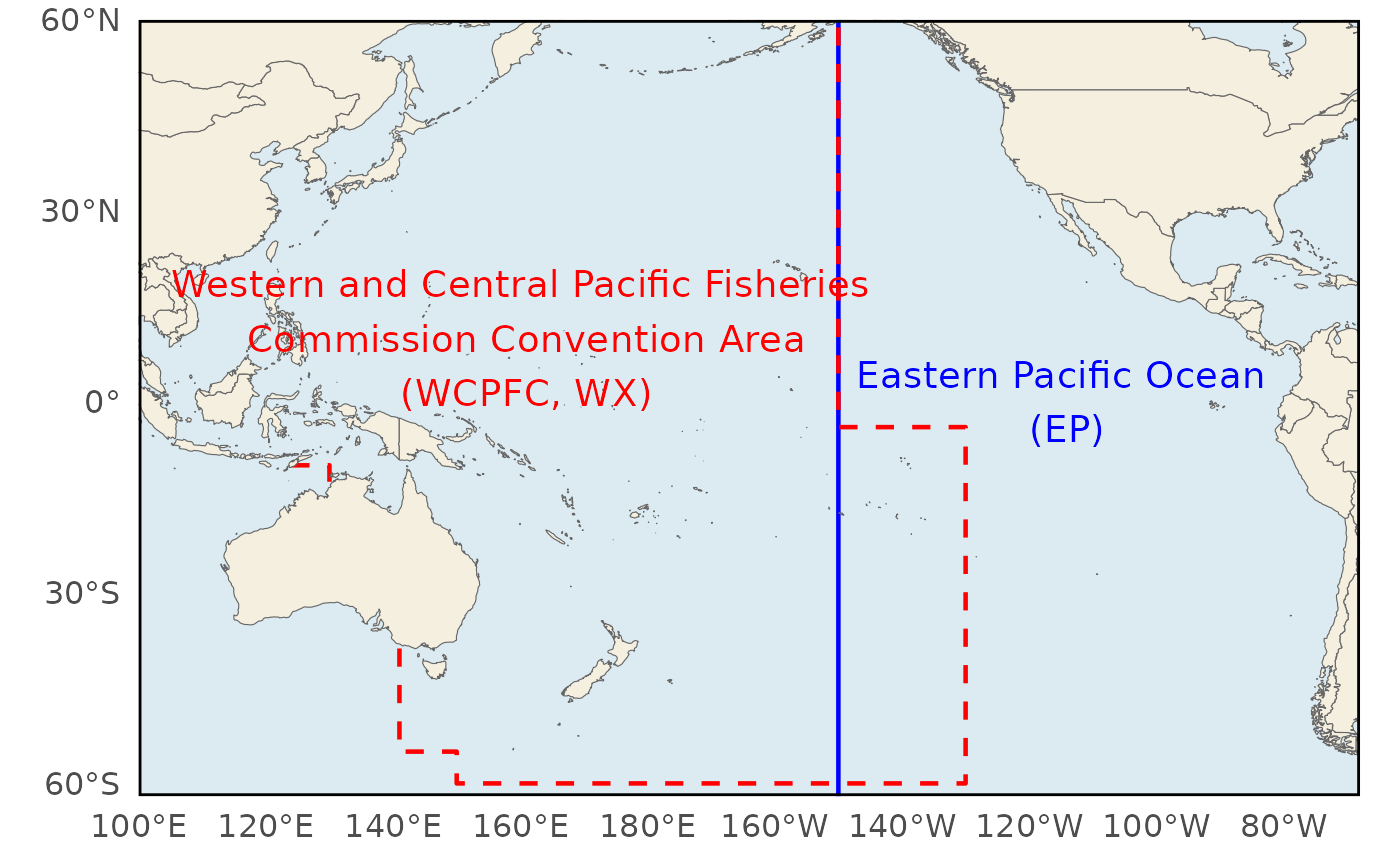 60°N
30°N
Western and Central Pacific Fisheries
Commission Convention Area
(WCPFC, WX)
Eastern Pacific Ocean
(EP)
0°
30°S
60°S
100°E 120°E 140°E 160°E 180°E 160°W 140°W 120°W 100°W 80°W